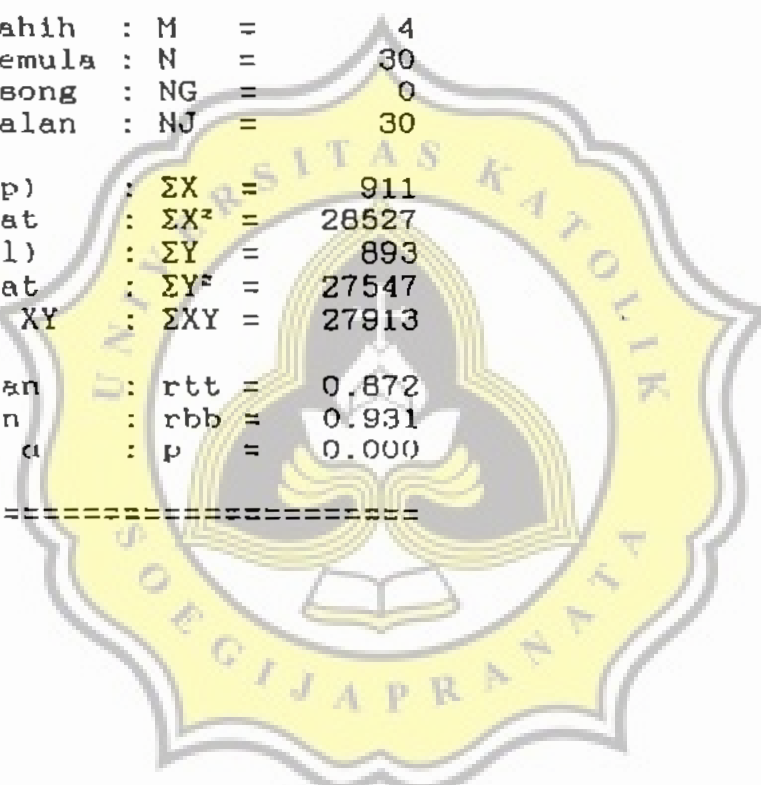 ahih : M = 4
emula : N = 30
song : NG = 0
alan : NJ = 30
p) : ΣX = 911
at : ΣX² = 28527
l) : ΣY = 893
at : ΣY² = 27547
XY : ΣXY = 27913
an : rtt = 0.872
n : rbb = 0.931
α : p = 0.000
=========================
UNIVERSITAS KATOLIK
SOEGIJAPRANATA